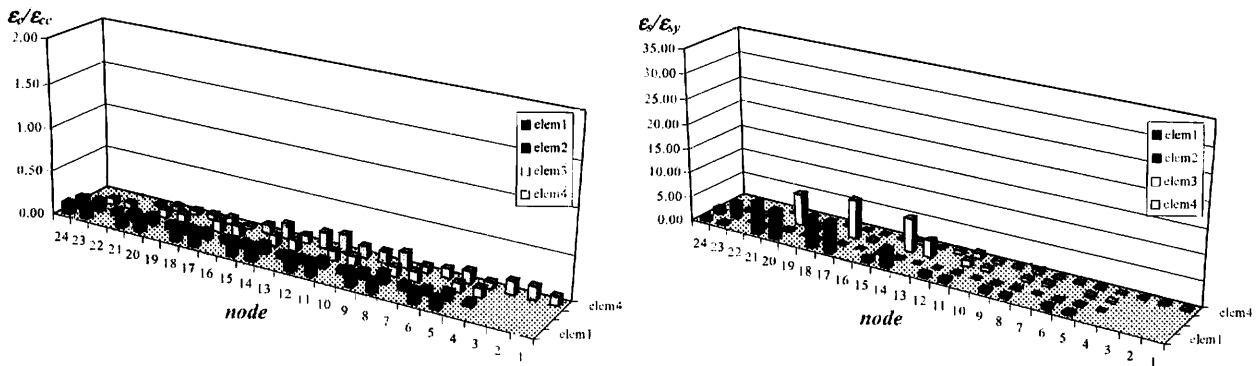 εc/εcc
2.00
1.50
1.00
0.50
0.00
24 23 22 21 20 19 18 17 16 15 14 13 12 11 10 9 8 7 6 5 4 3 2 1
node
elem1
elem4
elem1
elem2
elem3
elem4
εs/εsy
35.00
30.00
25.00
20.00
15.00
10.00
5.00
0.00
24 23 22 21 20 19 18 17 16 15 14 13 12 11 10 9 8 7 6 5 4 3 2 1
node
elem1
elem4
elem1
elem2
elem3
elem4